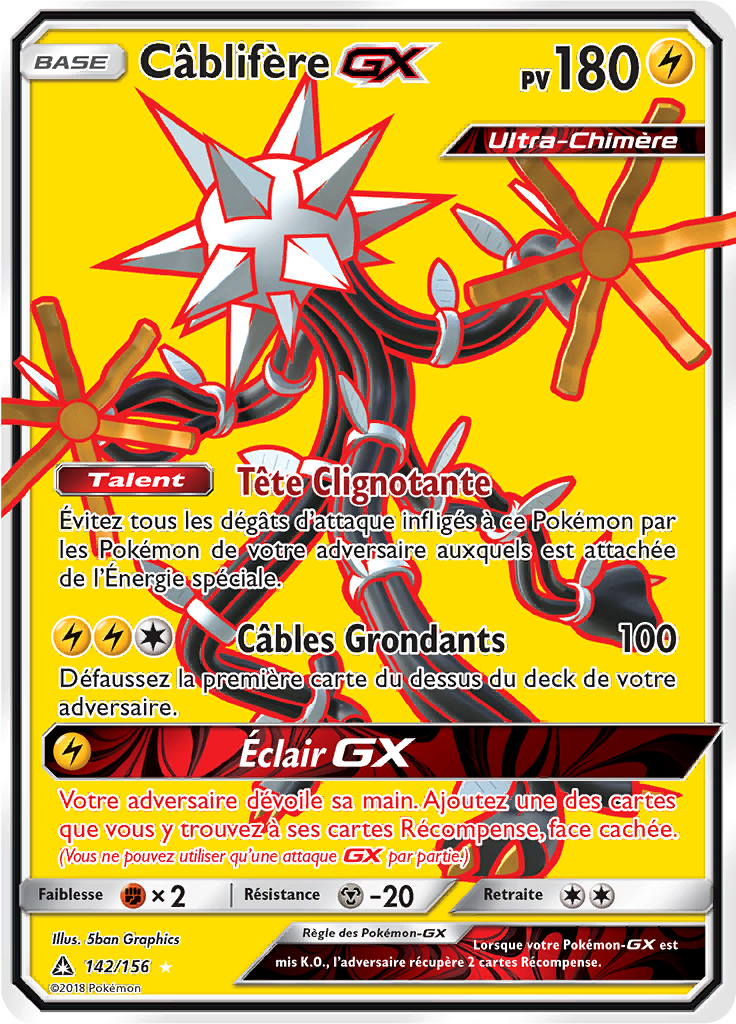 BASE
Câblifère GX
PV 180
Ultra-Chimère
Talent Tête Clignotante
Évitez tous les dégâts d'attaque infligés à ce Pokémon par
les Pokémon de votre adversaire auxquels est attachée
de l'Énergie spéciale.
Câbles Grondants 100
Défaussez la première carte du dessus du deck de votre
adversaire.
Éclair GX
Votre adversaire dévoile sa main. Ajoutez une des cartes
que vous y trouvez à ses cartes Récompense, face cachée.
(Vous ne pouvez utiliser qu'une attaque GX par partie.)
Faiblesse × 2 Résistance -20 Retraite
Illus. 5ban Graphics
142/156
©2018 Pokémon
Règle des Pokémon-GX
Lorsque votre Pokémon-GX est
mis K.O., l'adversaire récupère 2 cartes Récompense.